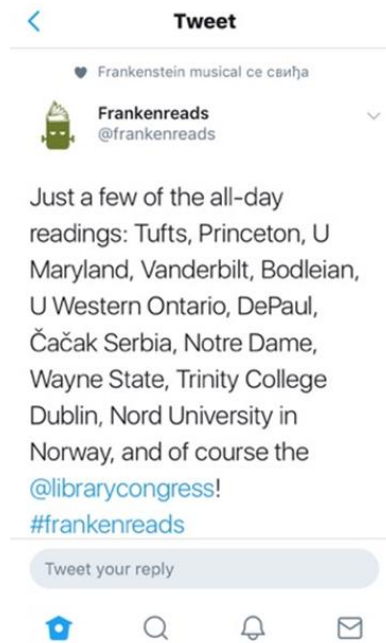 Tweet
Frankenstein musical се свиђа
Frankenreads
@frankenreads
Just a few of the all-day
readings: Tufts, Princeton, U
Maryland, Vanderbilt, Bodleian,
U Western Ontario, DePaul,
Čačak Serbia, Notre Dame,
Wayne State, Trinity College
Dublin, Nord University in
Norway, and of course the
@librarycongress!
#frankenreads
Tweet your reply